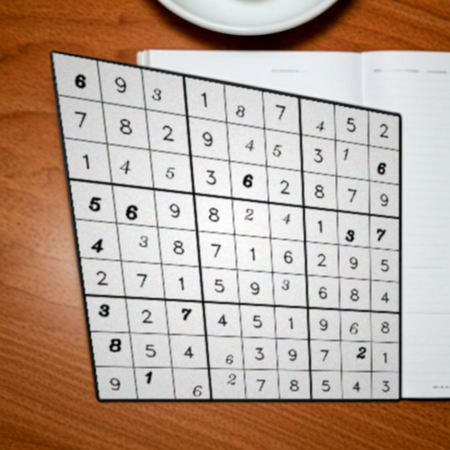 6 9 3 1 8 7 4 5 2
7 8 2 9 4 5 3 1 6
1 4 5 3 6 2 8 7 9
5 6 9 8 2 4 1 3 7
4 3 8 7 1 6 2 9 5
2 7 1 5 9 3 6 8 4
3 2 7 4 5 1 9 6 8
8 5 4 6 3 9 7 2 1
9 1 6 2 7 8 5 4 3